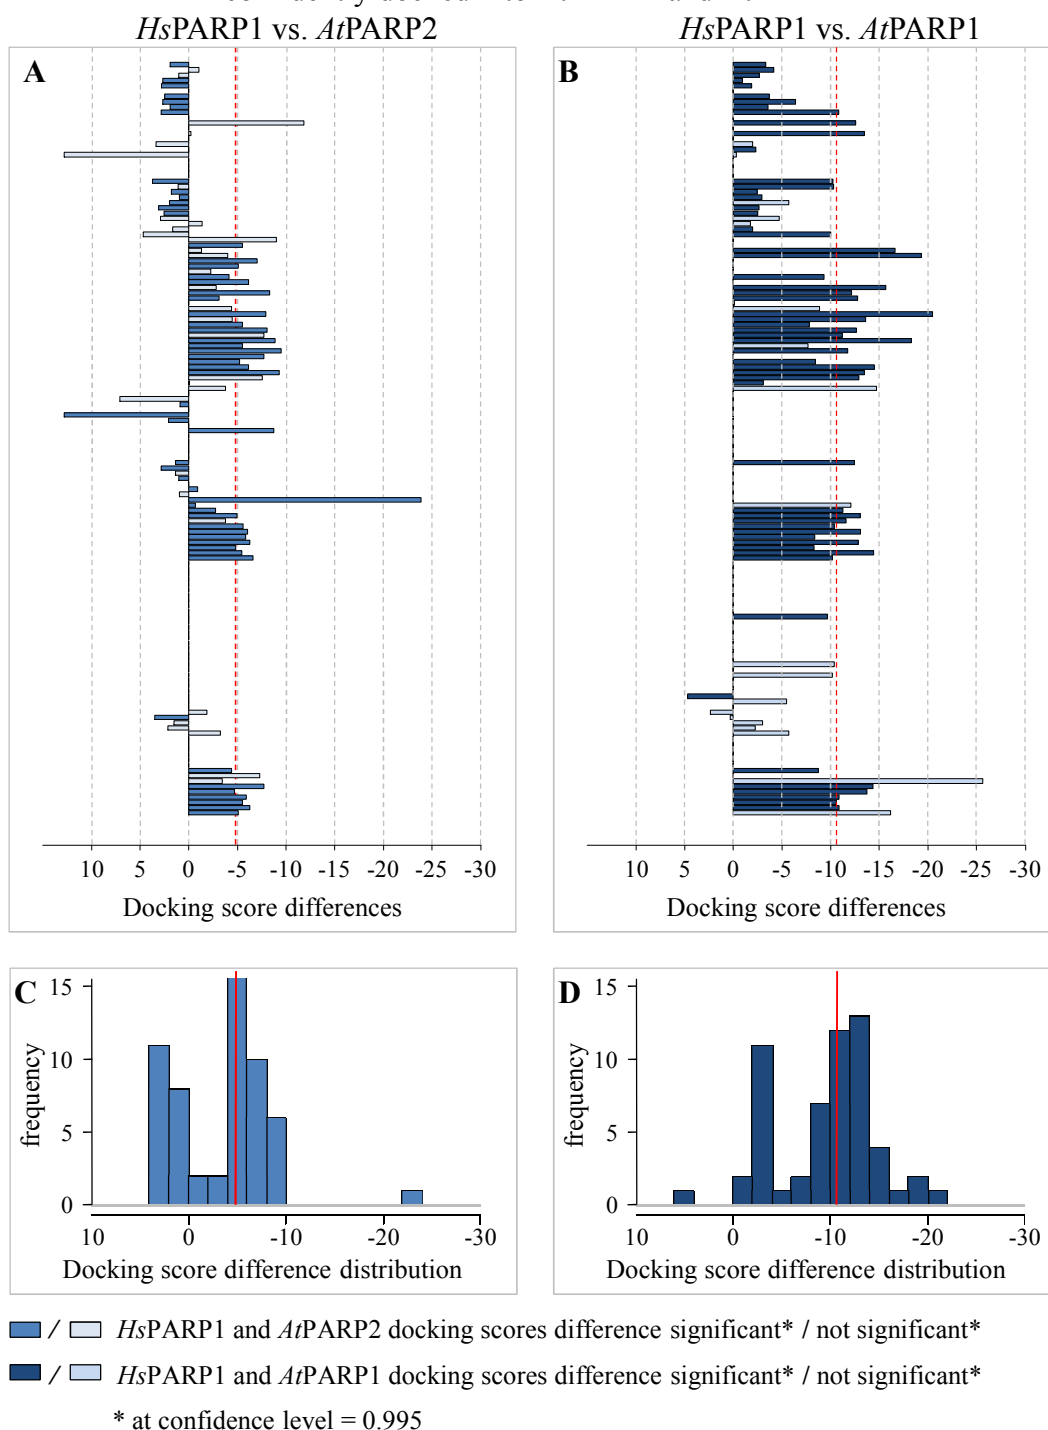 HsPARP1 vs. AtPARP2
HsPARP1 vs. AtPARP1
A
B
10 5 0 -5 -10 -15 -20 -25 -30
Docking score differences
10 5 0 -5 -10 -15 -20 -25 -30
Docking score differences
C
15
10
5
0
frequency
10 0 -10 -20 -30
Docking score difference distribution
D
15
10
5
0
frequency
10 0 -10 -20 -30
Docking score difference distribution
/ HsPARP1 and AtPARP2 docking scores difference significant* / not significant*
/ HsPARP1 and AtPARP1 docking scores difference significant* / not significant*
* at confidence level = 0.995